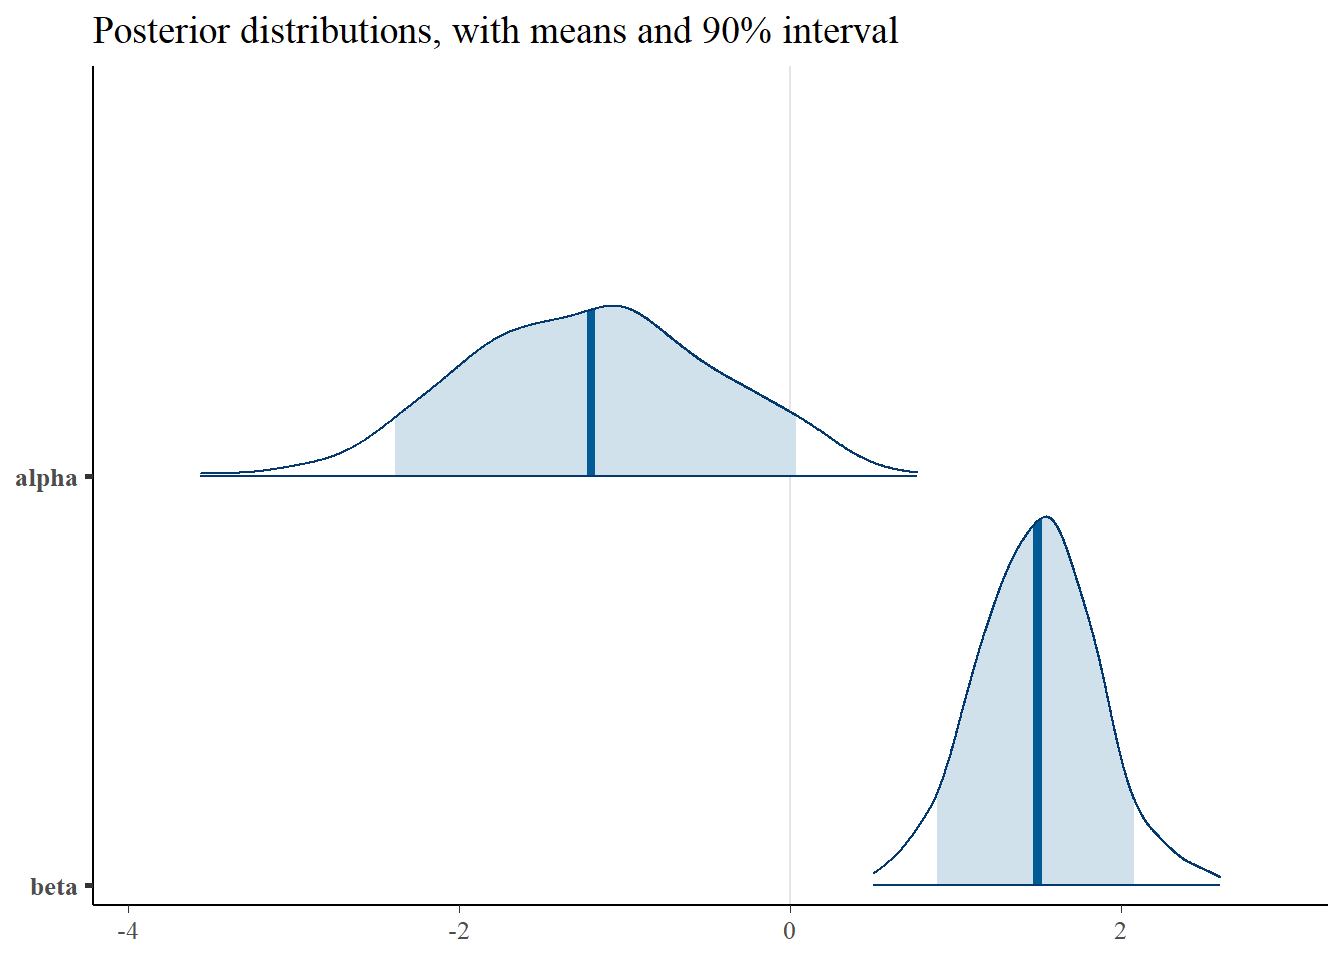 Posterior distributions, with means and 90% interval
alpha
beta
-4
-2
0
2